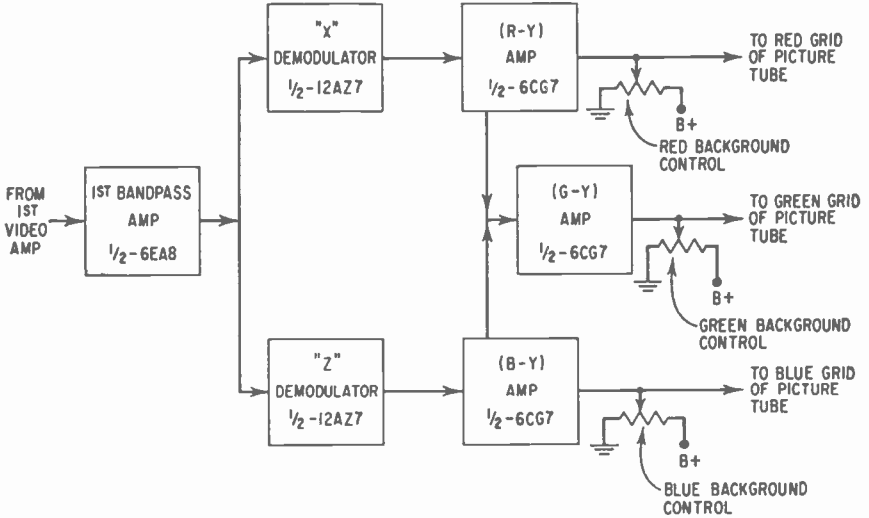 "X"
DEMODULATOR
1/2-12AZ7
(R-Y)
AMP
1/2-6CG7
TO RED GRID
OF PICTURE
TUBE
B+
RED BACKGROUND
CONTROL
FROM
1ST
VIDEO
AMP
1ST BANDPASS
AMP
1/2-6EA8
(G-Y)
AMP
1/2-6CG7
TO GREEN GRID
OF PICTURE
TUBE
B+
GREEN BACKGROUND
CONTROL
"Z"
DEMODULATOR
1/2-12AZ7
(B-Y)
AMP
1/2-6CG7
TO BLUE GRID
OF PICTURE
TUBE
B+
BLUE BACKGROUND
CONTROL